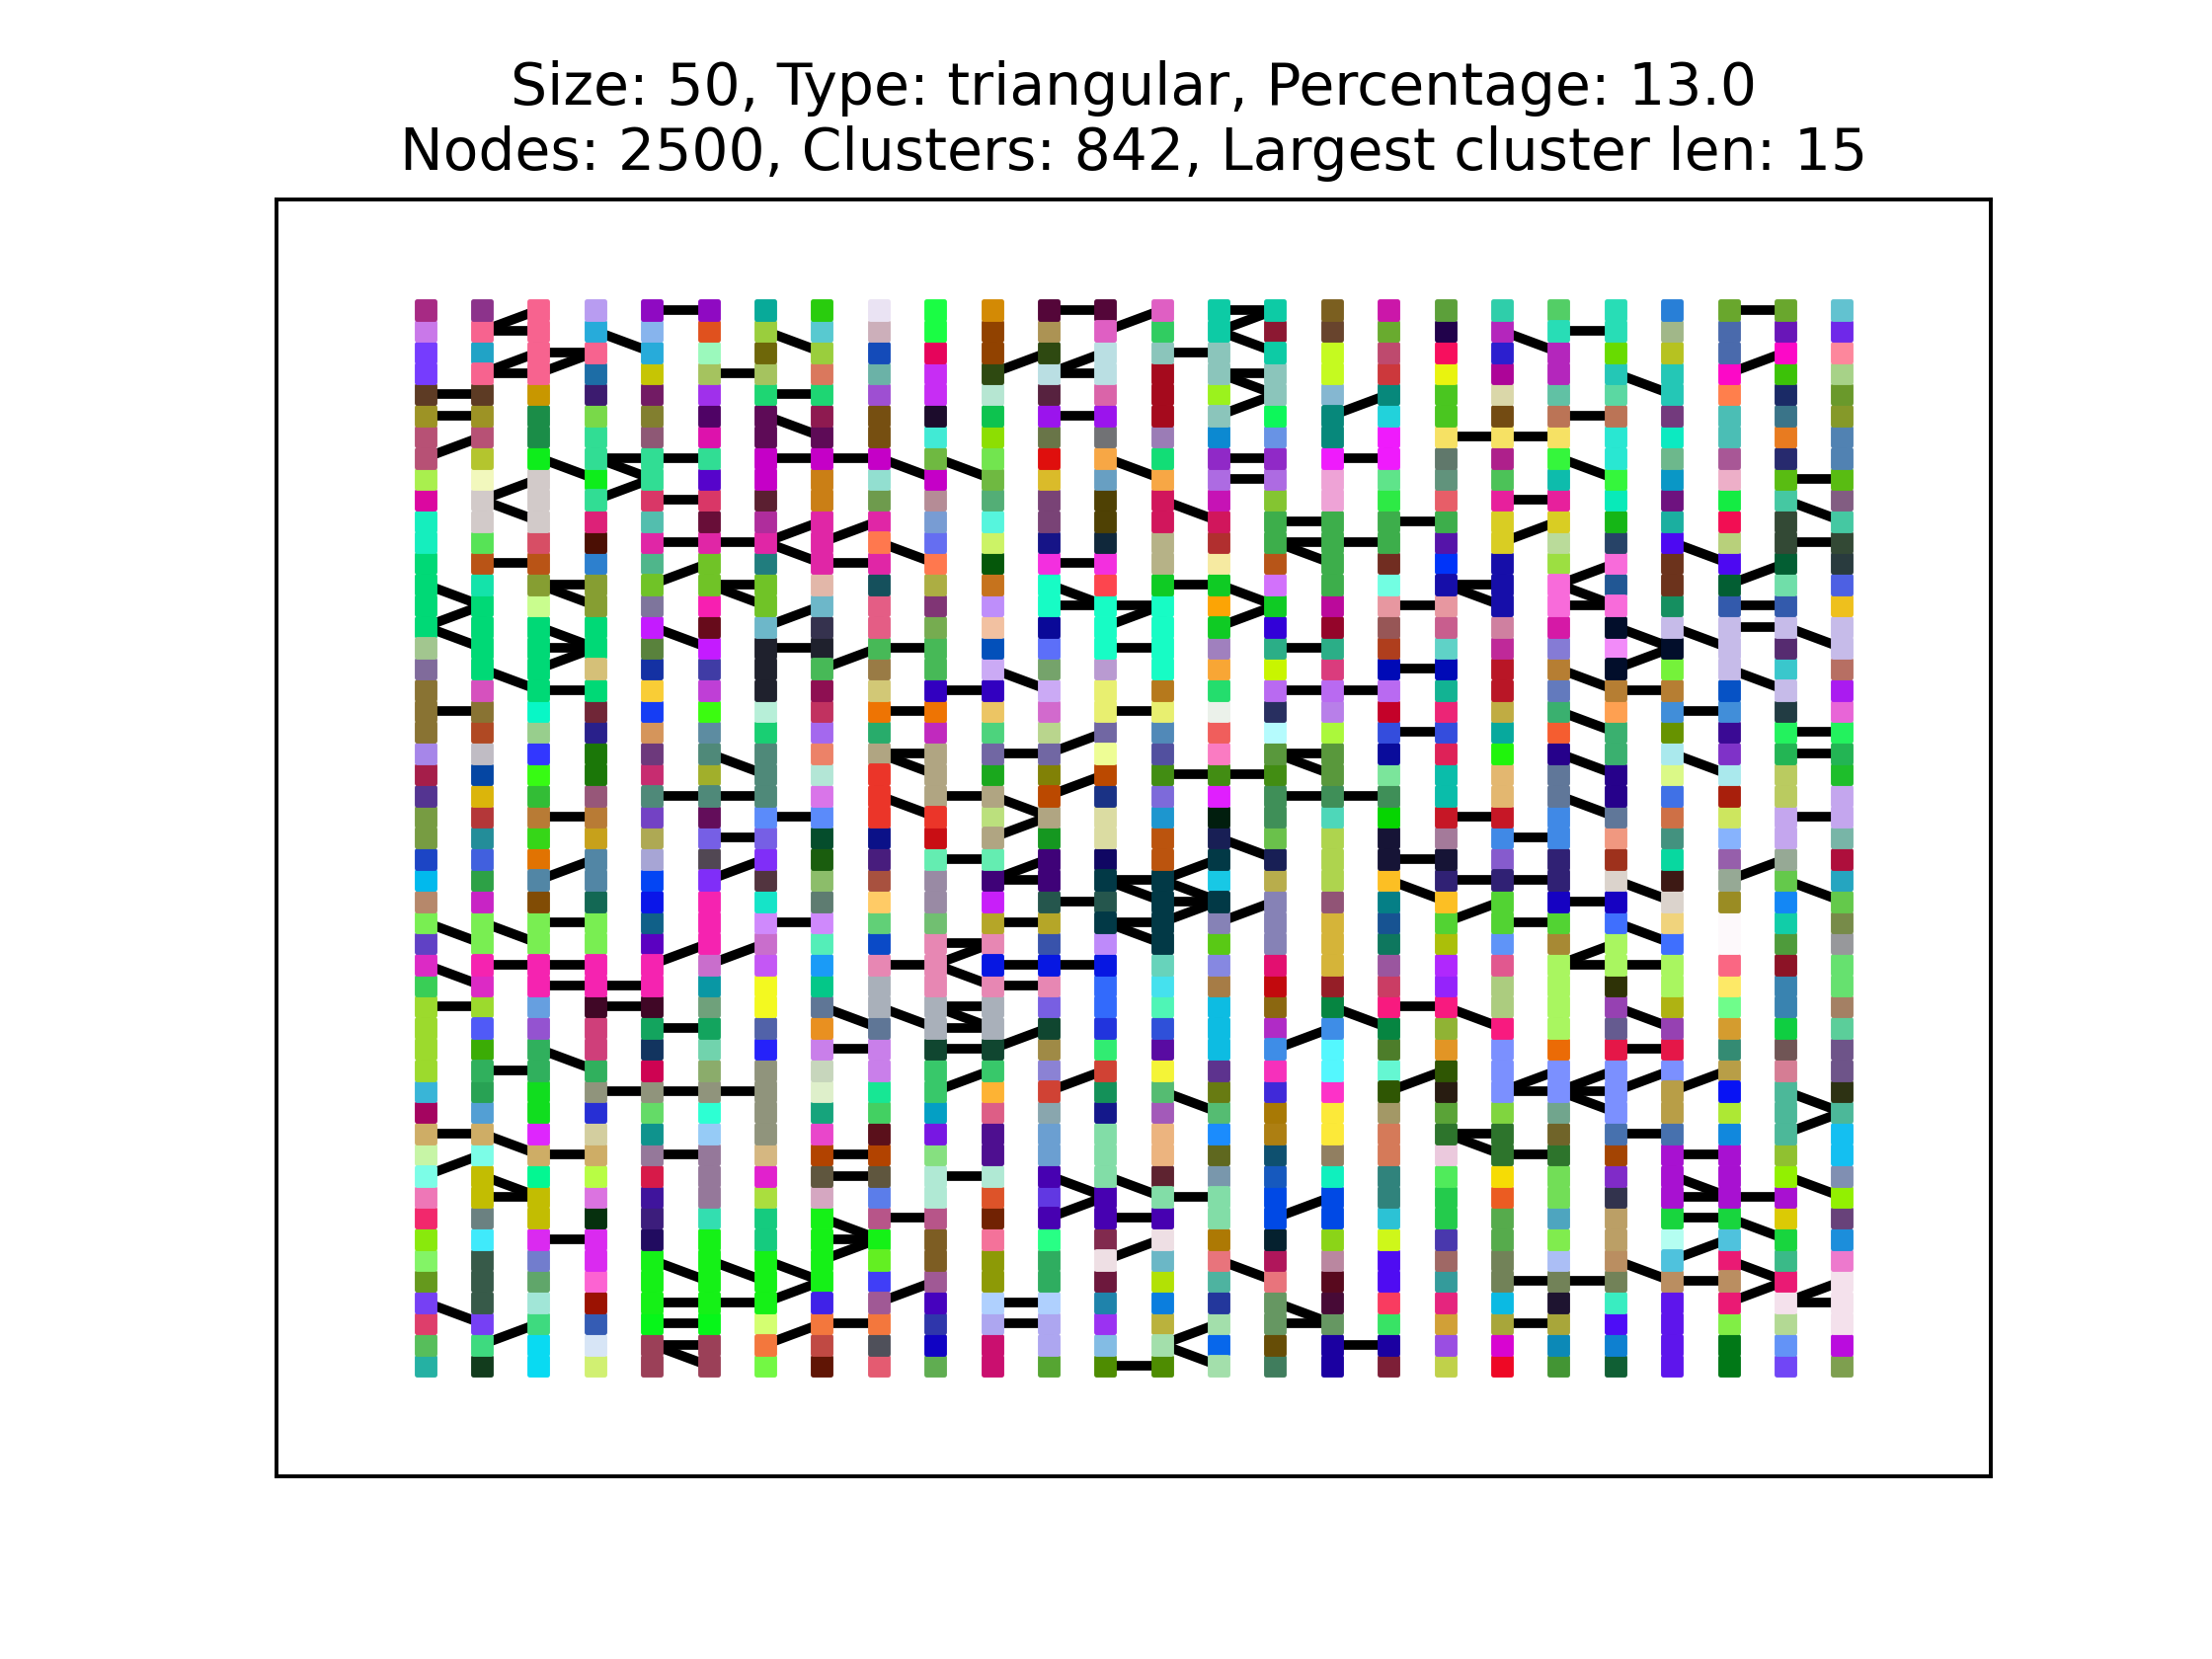 Size: 50, Type: triangular, Percentage: 13.0
Nodes: 2500, Clusters: 842, Largest cluster len: 15